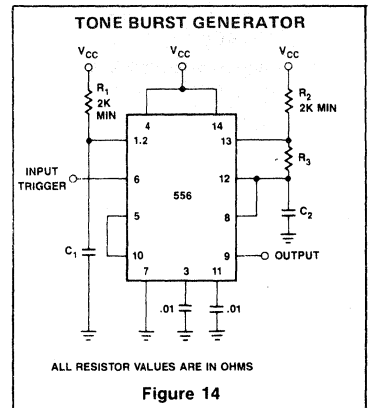 TONE BURST GENERATOR
VCC VCC VCC
R1
2K
MIN
R2
2K MIN
4 14
1.2 13
R3
INPUT
TRIGGER
6 12
556
5 8
C2
C1
10 9
OUTPUT
7 3 11
.01 .01
ALL RESISTOR VALUES ARE IN OHMS
Figure 14